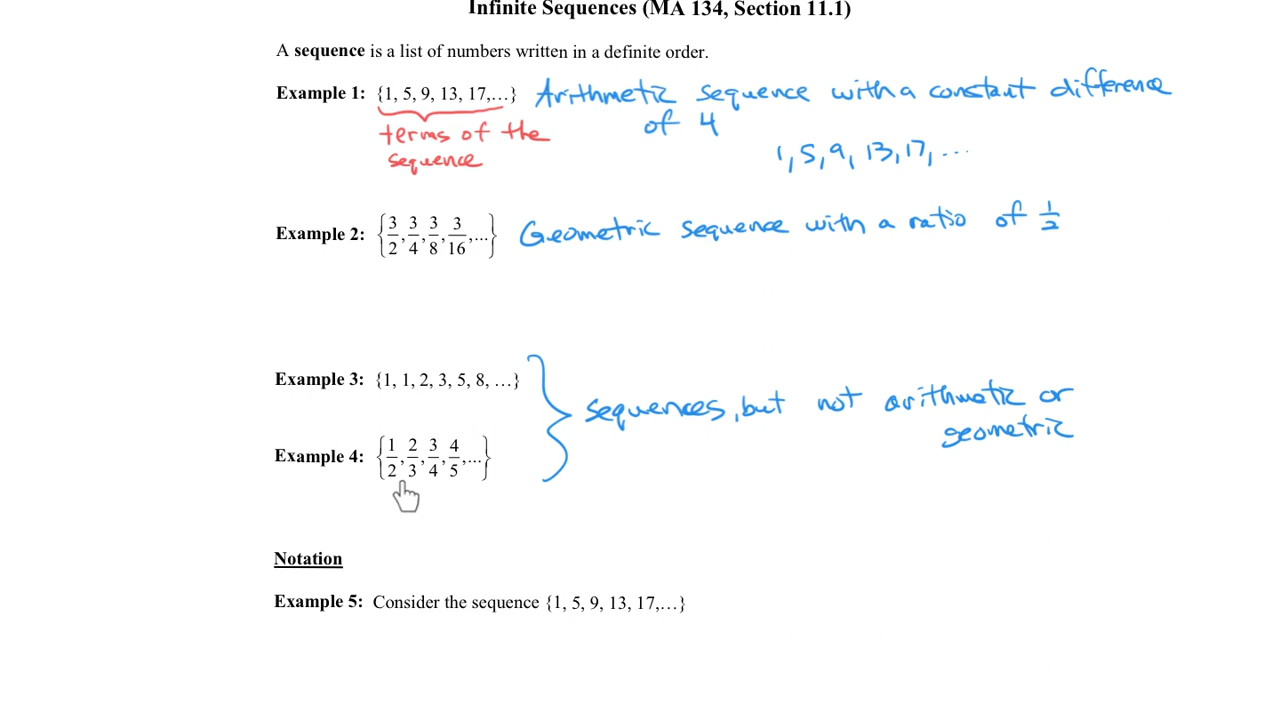 Infinite Sequences (MA 134, Section 11.1)
A sequence is a list of numbers written in a definite order.
Example 1: {1, 5, 9, 13, 17,...} Arithmetic sequence with a constant difference
of 4
terms of the
sequence
1, 5, 9, 13, 17, ...
Example 2: {3/2, 3/4, 3/8, 3/16, ...} Geometric sequence with a ratio of 1/2
Example 3: {1, 1, 2, 3, 5, 8, ...}
sequences, but not arithmetic or
geometric
Example 4: {1/2, 2/3, 3/4, 4/5, ...}
Notation
Example 5: Consider the sequence {1, 5, 9, 13, 17,...}